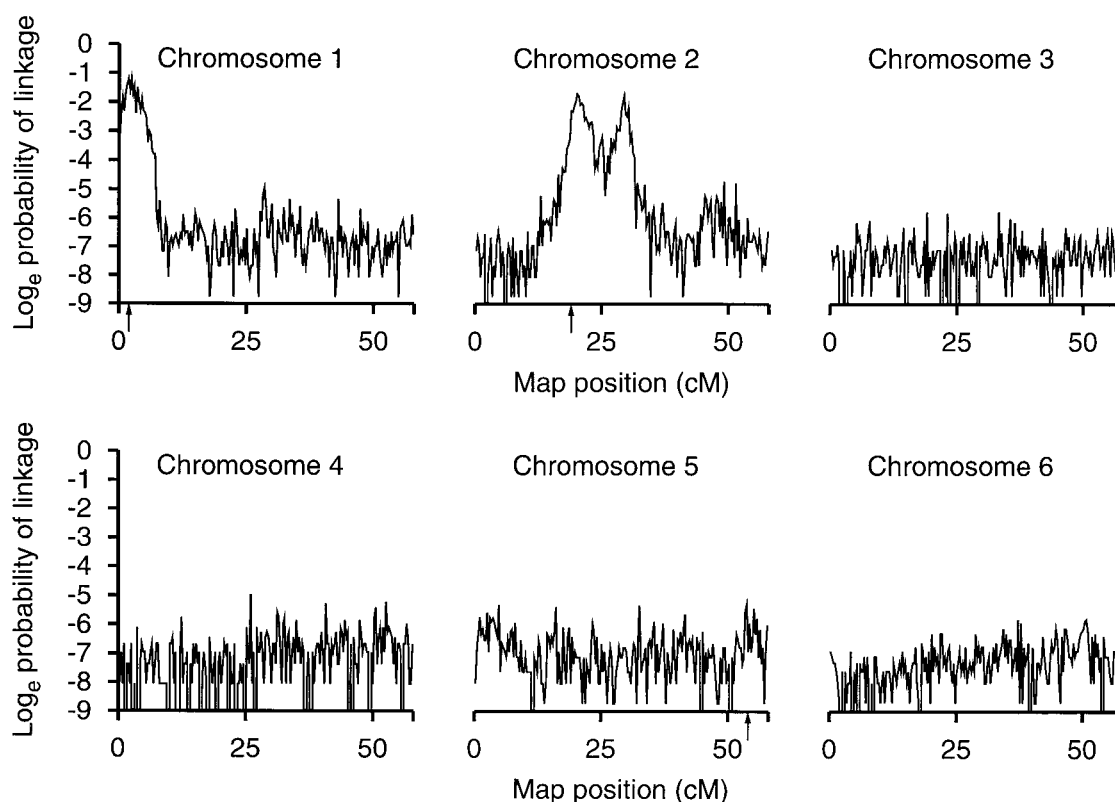 Chromosome 1
Chromosome 2
Chromosome 3
Logₑ probability of linkage
0
-1
-2
-3
-4
-5
-6
-7
-8
-9
0 25 50
0 25 50
0 25 50
Map position (cM)
Chromosome 4
Chromosome 5
Chromosome 6
Logₑ probability of linkage
0
-1
-2
-3
-4
-5
-6
-7
-8
-9
0 25 50
0 25 50
0 25 50
Map position (cM)